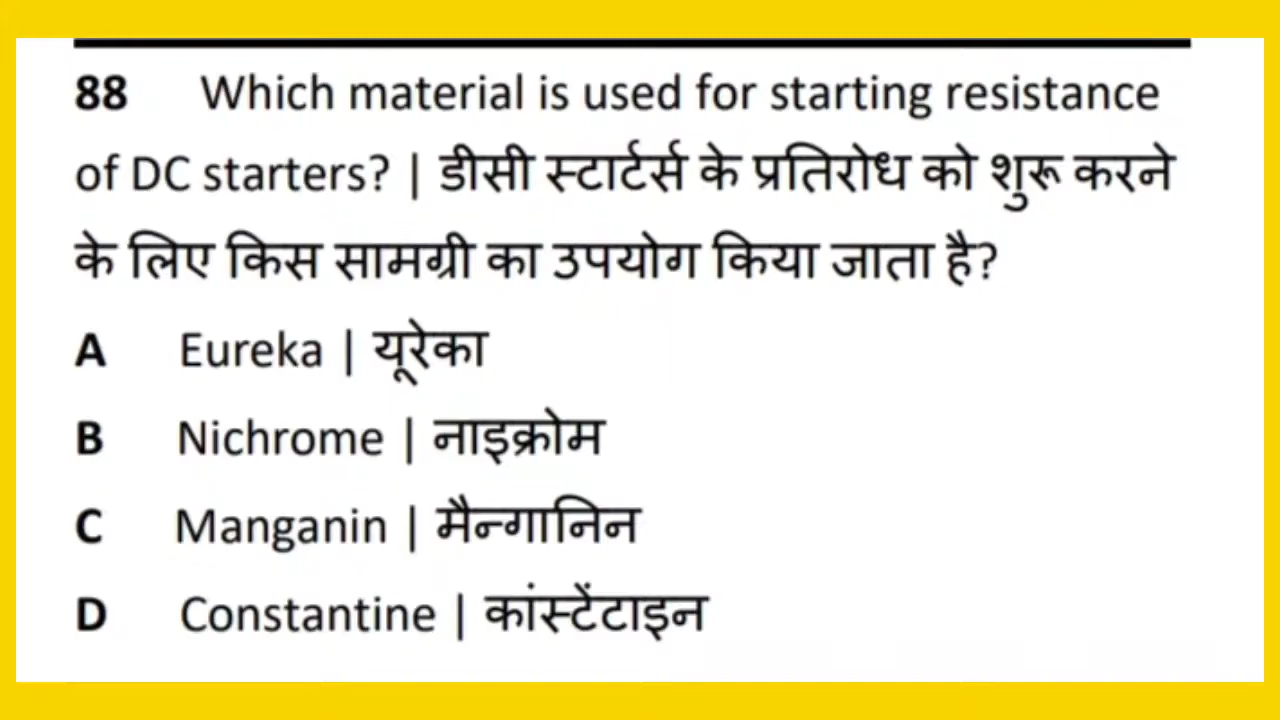 88 Which material is used for starting resistance
of DC starters? | डीसी स्टार्टर्स के प्रतिरोध को शुरू करने
के लिए किस सामग्री का उपयोग किया जाता है?
A Eureka | यूरेका
B Nichrome | नाइक्रोम
C Manganin | मैन्गानिन
D Constantine | कांस्टेंटाइन